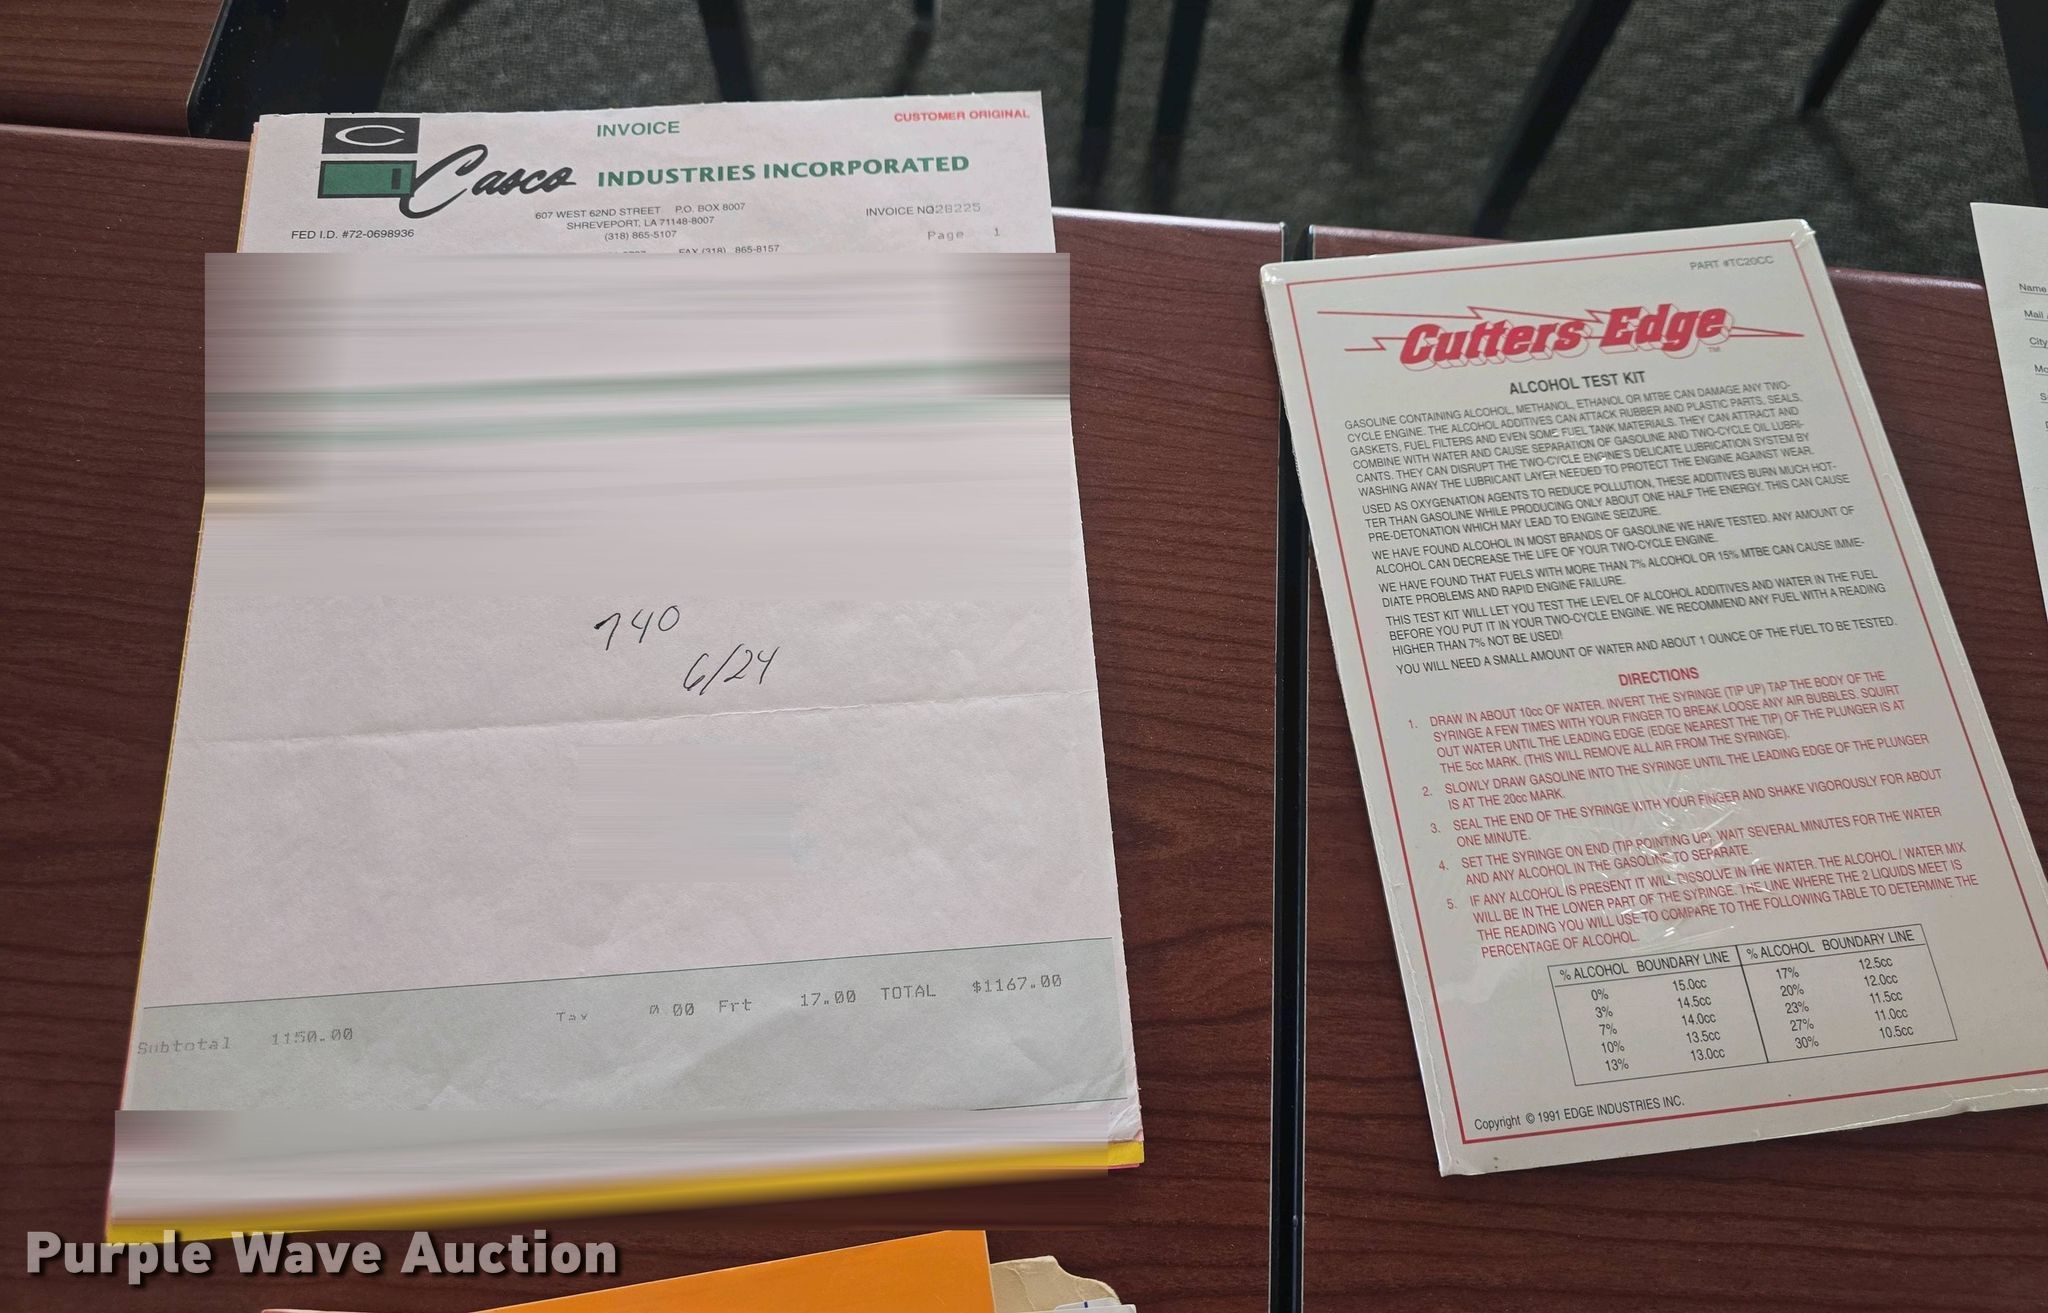 INVOICE
CUSTOMER ORIGINAL
C
Casco INDUSTRIES INCORPORATED
607 WEST 62ND STREET P.O. BOX 8007
SHREVEPORT, LA 71148-8007
(318) 865-5107
FAX (318) 865-8157
INVOICE NO28225
Page 1
FED I.D. #72-0698936
740
6/24
Subtotal 1150.00 Tax 0.00 Frt 17.00 TOTAL $1167.00
PART #TC20CC
Cutters Edge TM
ALCOHOL TEST KIT
GASOLINE CONTAINING ALCOHOL, METHANOL, ETHANOL OR MTBE CAN DAMAGE ANY TWO-
CYCLE ENGINE. THE ALCOHOL ADDITIVES CAN ATTACK RUBBER AND PLASTIC PARTS, SEALS,
GASKETS, FUEL FILTERS AND EVEN SOME FUEL TANK MATERIALS. THEY CAN ATTRACT AND
COMBINE WITH WATER AND CAUSE SEPARATION OF GASOLINE AND TWO-CYCLE OIL LUBRI-
CANTS. THEY CAN DISRUPT THE TWO-CYCLE ENGINE'S DELICATE LUBRICATION SYSTEM BY
WASHING AWAY THE LUBRICANT LAYER NEEDED TO PROTECT THE ENGINE AGAINST WEAR.
USED AS OXYGENATION AGENTS TO REDUCE POLLUTION, THESE ADDITIVES BURN MUCH HOT-
TER THAN GASOLINE WHILE PRODUCING ONLY ABOUT ONE HALF THE ENERGY. THIS CAN CAUSE
PRE-DETONATION WHICH MAY LEAD TO ENGINE SEIZURE.
WE HAVE FOUND ALCOHOL IN MOST BRANDS OF GASOLINE WE HAVE TESTED. ANY AMOUNT OF
ALCOHOL CAN DECREASE THE LIFE OF YOUR TWO-CYCLE ENGINE.
WE HAVE FOUND THAT FUELS WITH MORE THAN 7% ALCOHOL OR 15% MTBE CAN CAUSE IMME-
DIATE PROBLEMS AND RAPID ENGINE FAILURE.
THIS TEST KIT WILL LET YOU TEST THE LEVEL OF ALCOHOL ADDITIVES AND WATER IN THE FUEL
BEFORE YOU PUT IT IN YOUR TWO-CYCLE ENGINE. WE RECOMMEND ANY FUEL WITH A READING
HIGHER THAN 7% NOT BE USED!
YOU WILL NEED A SMALL AMOUNT OF WATER AND ABOUT 1 OUNCE OF THE FUEL TO BE TESTED.
DIRECTIONS
1. DRAW IN ABOUT 10cc OF WATER. INVERT THE SYRINGE (TIP UP) TAP THE BODY OF THE
SYRINGE A FEW TIMES WITH YOUR FINGER TO BREAK LOOSE ANY AIR BUBBLES. SQUIRT
OUT WATER UNTIL THE LEADING EDGE (EDGE NEAREST THE TIP) OF THE PLUNGER IS AT
THE 5cc MARK. (THIS WILL REMOVE ALL AIR FROM THE SYRINGE).
2. SLOWLY DRAW GASOLINE INTO THE SYRINGE UNTIL THE LEADING EDGE OF THE PLUNGER
IS AT THE 20cc MARK.
3. SEAL THE END OF THE SYRINGE WITH YOUR FINGER AND SHAKE VIGOROUSLY FOR ABOUT
ONE MINUTE.
4. SET THE SYRINGE ON END (TIP POINTING UP). WAIT SEVERAL MINUTES FOR THE WATER
AND ANY ALCOHOL IN THE GASOLINE TO SEPARATE.
5. IF ANY ALCOHOL IS PRESENT IT WILL DISSOLVE IN THE WATER. THE ALCOHOL / WATER MIX
WILL BE IN THE LOWER PART OF THE SYRINGE. THE LINE WHERE THE 2 LIQUIDS MEET IS
THE READING YOU WILL USE TO COMPARE TO THE FOLLOWING TABLE TO DETERMINE THE
PERCENTAGE OF ALCOHOL.
% ALCOHOL BOUNDARY LINE % ALCOHOL BOUNDARY LINE
0% 15.0cc 17% 12.5cc
3% 14.5cc 20% 12.0cc
7% 14.0cc 23% 11.5cc
10% 13.5cc 27% 11.0cc
13% 13.0cc 30% 10.5cc
Copyright © 1991 EDGE INDUSTRIES INC.
Name
Mail
City
Purple Wave Auction